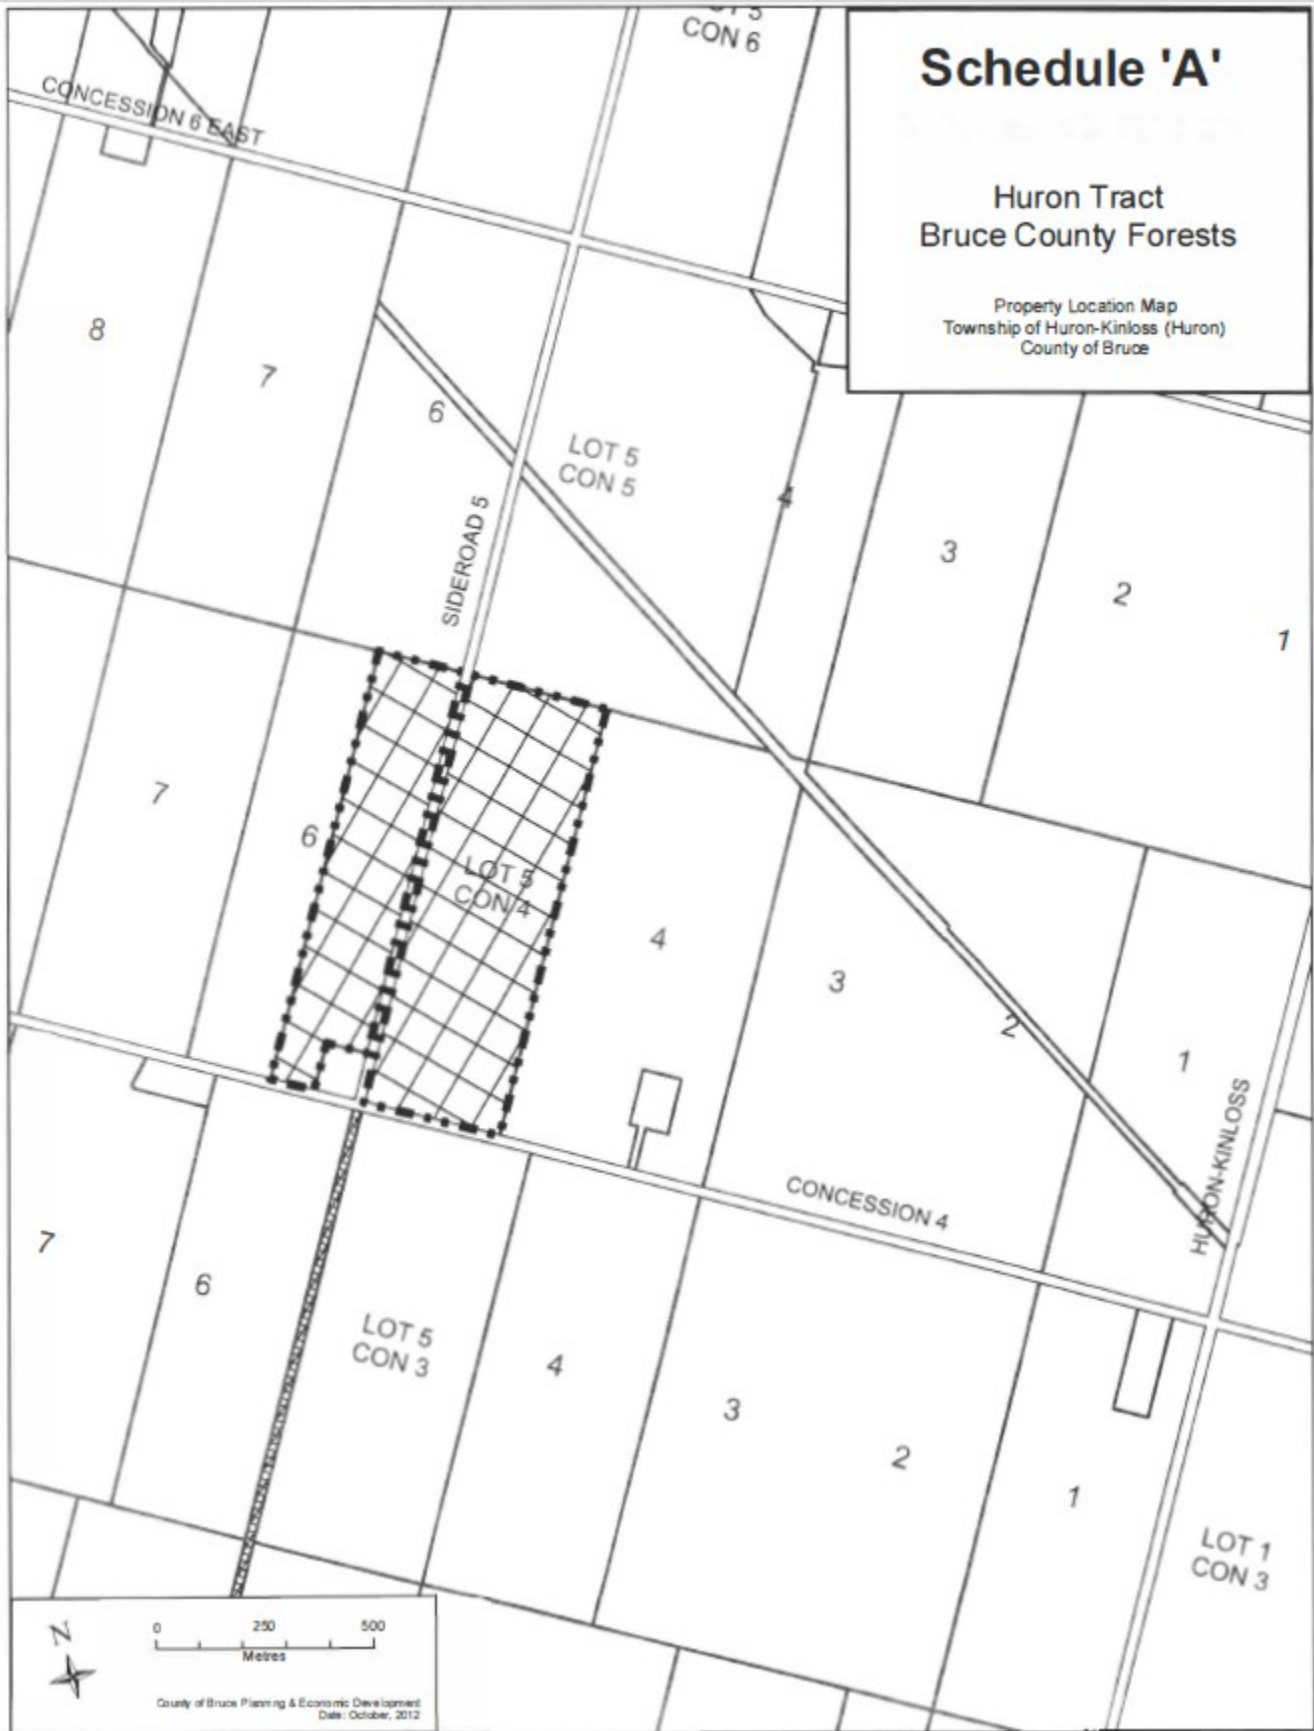 CON 6
Schedule 'A'
Huron Tract
Bruce County Forests
Property Location Map
Township of Huron-Kinloss (Huron)
County of Bruce
CONCESSION 6 EAST
8
7
6
LOT 5
CON 5
4
3
2
1
SIDEROAD 5
7
6
LOT 5
CON 4
4
3
2
1
HURON-KINLOSS
CONCESSION 4
7
6
LOT 5
CON 3
4
3
2
1
LOT 1
CON 3
N
0 250 500
Metres
County of Bruce Planning & Economic Development
Date: October, 2012